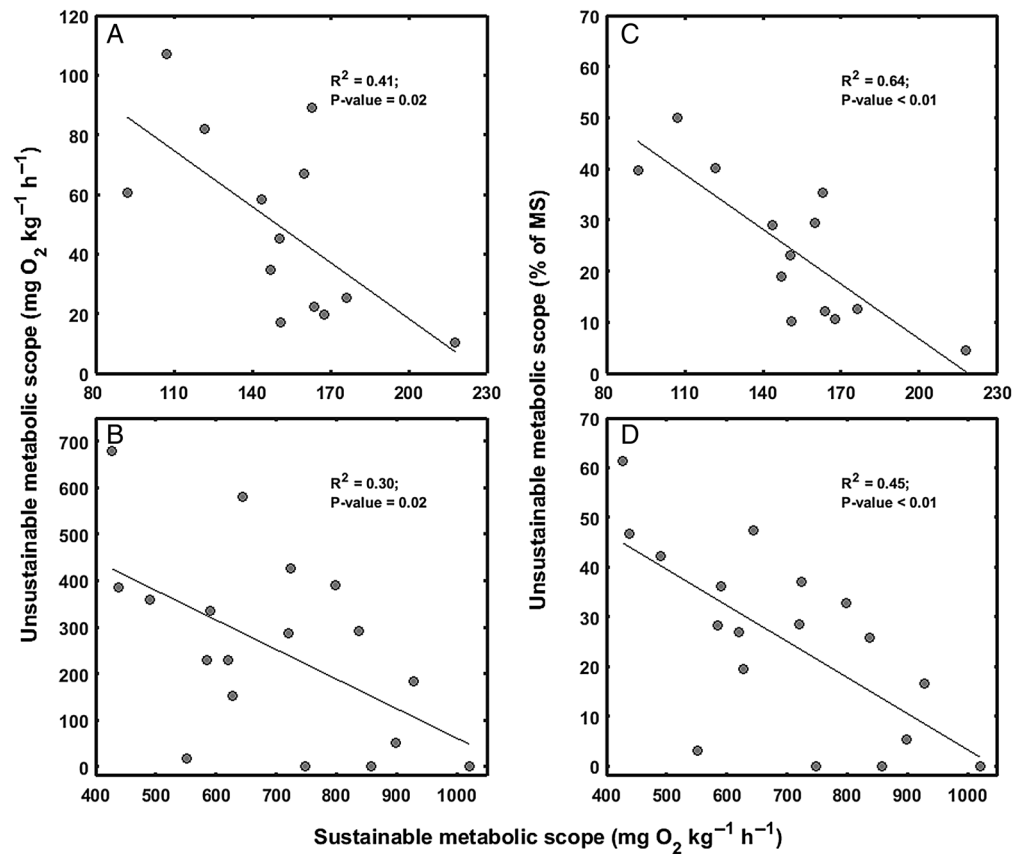 A
R² = 0.41;
P-value = 0.02
120
100
80
60
40
20
0
80 110 140 170 200 230
C
R² = 0.64;
P-value < 0.01
70
60
50
40
30
20
10
0
80 110 140 170 200 230
B
R² = 0.30;
P-value = 0.02
700
600
500
400
300
200
100
0
400 500 600 700 800 900 1000
D
R² = 0.45;
P-value < 0.01
70
60
50
40
30
20
10
0
400 500 600 700 800 900 1000
Unsustainable metabolic scope (mg O₂ kg⁻¹ h⁻¹)
Unsustainable metabolic scope (% of MS)
Sustainable metabolic scope (mg O₂ kg⁻¹ h⁻¹)